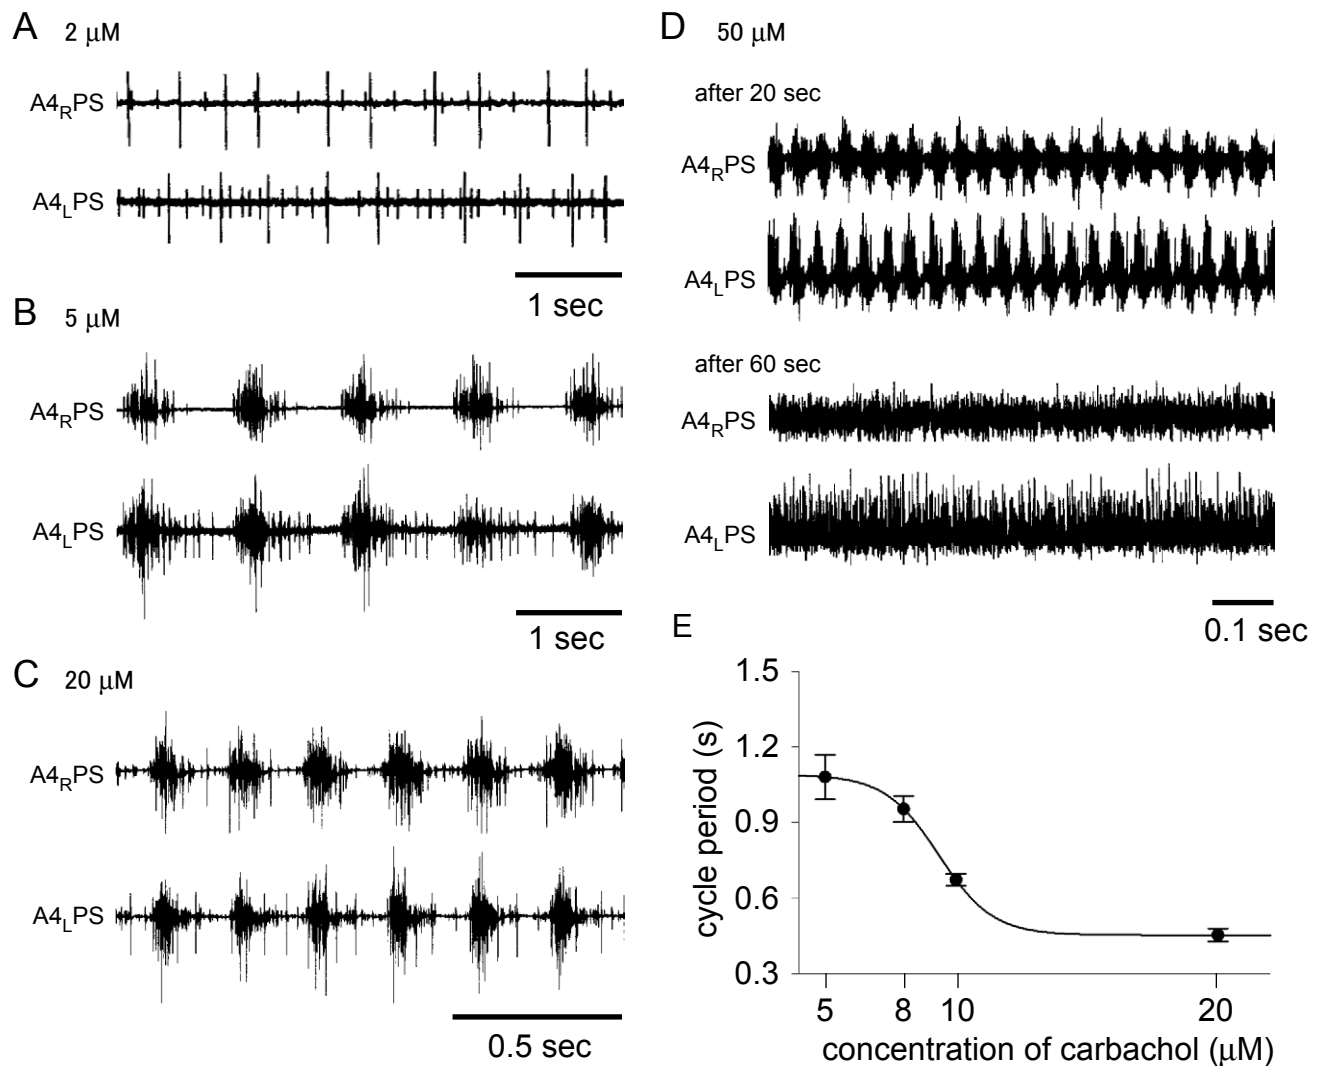 A 2 μM
A4RPS
A4LPS
1 sec
B 5 μM
A4RPS
A4LPS
1 sec
C 20 μM
A4RPS
A4LPS
0.5 sec
D 50 μM
after 20 sec
A4RPS
A4LPS
after 60 sec
A4RPS
A4LPS
0.1 sec
E
1.5
1.2
0.9
0.6
0.3
cycle period (s)
5 8 10 20
concentration of carbachol (μM)